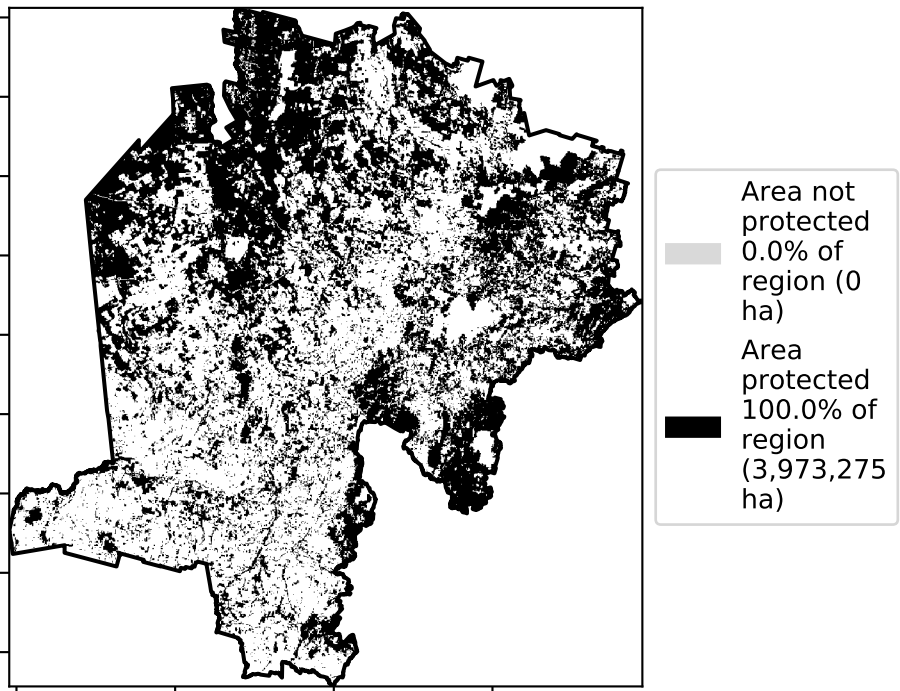 Area not
protected
0.0% of
region (0
ha)
Area
protected
100.0% of
region
(3,973,275
ha)